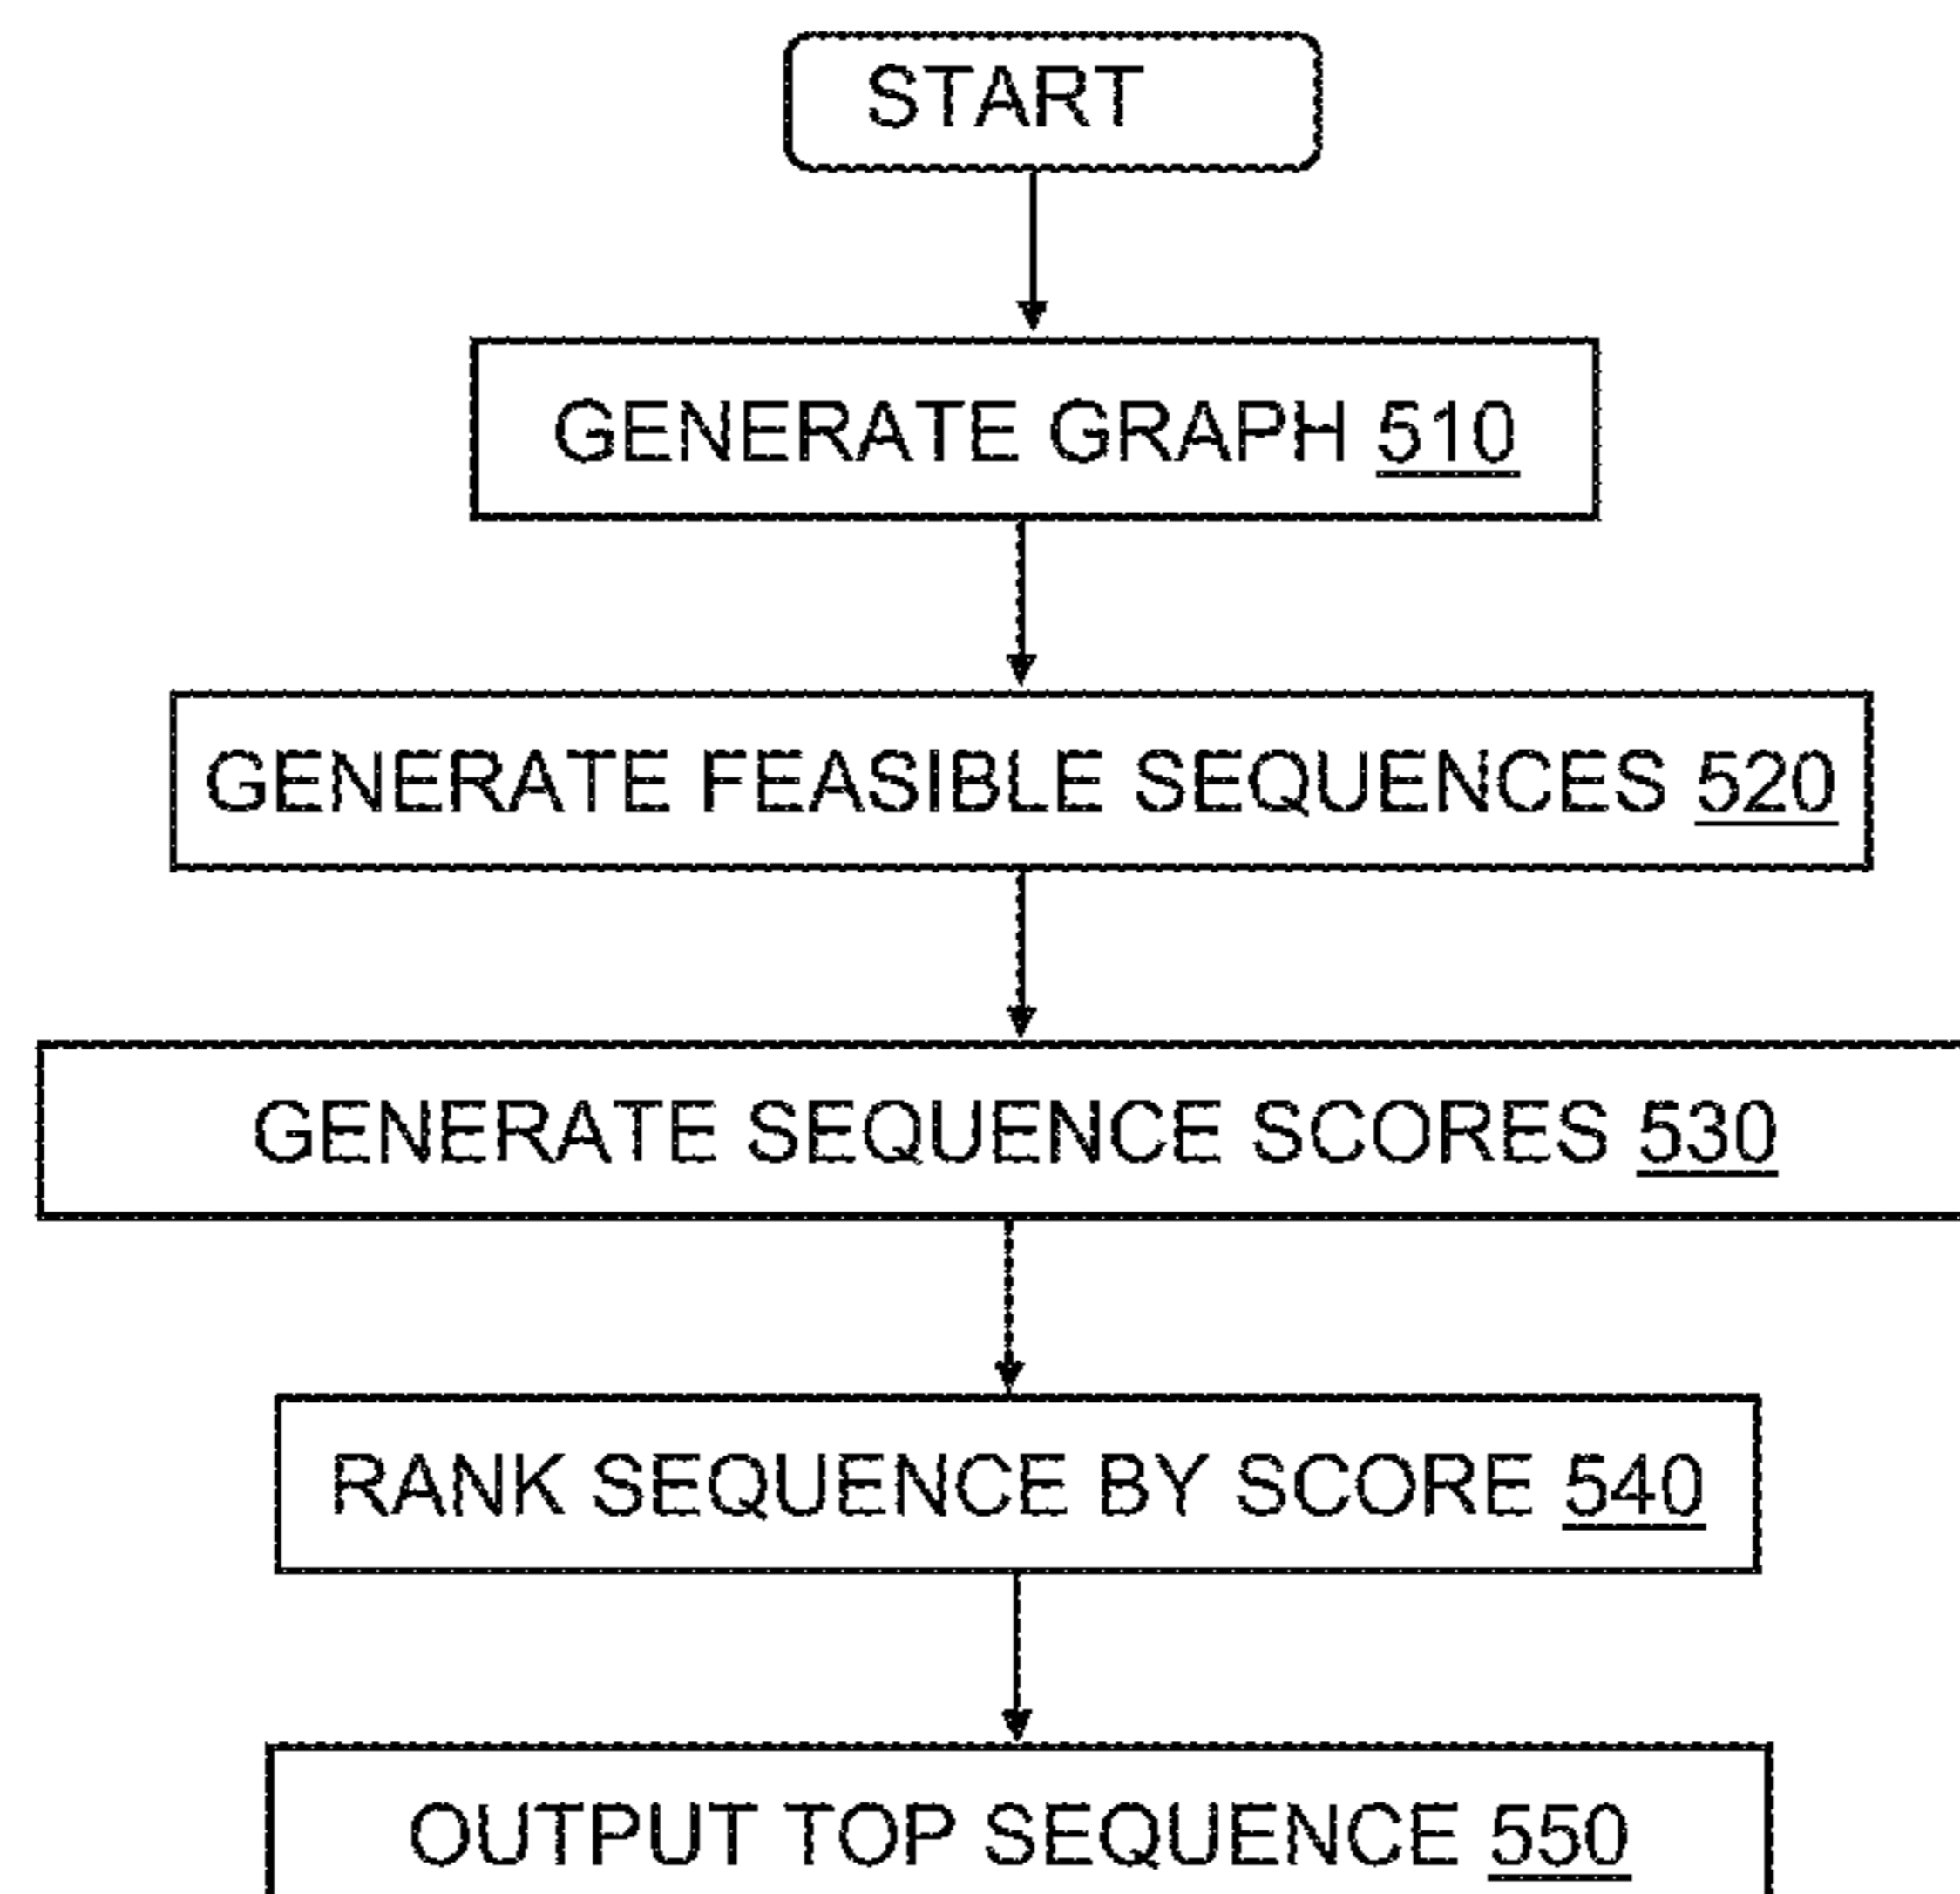 START
GENERATE GRAPH 510
GENERATE FEASIBLE SEQUENCES 520
GENERATE SEQUENCE SCORES 530
RANK SEQUENCE BY SCORE 540
OUTPUT TOP SEQUENCE 550